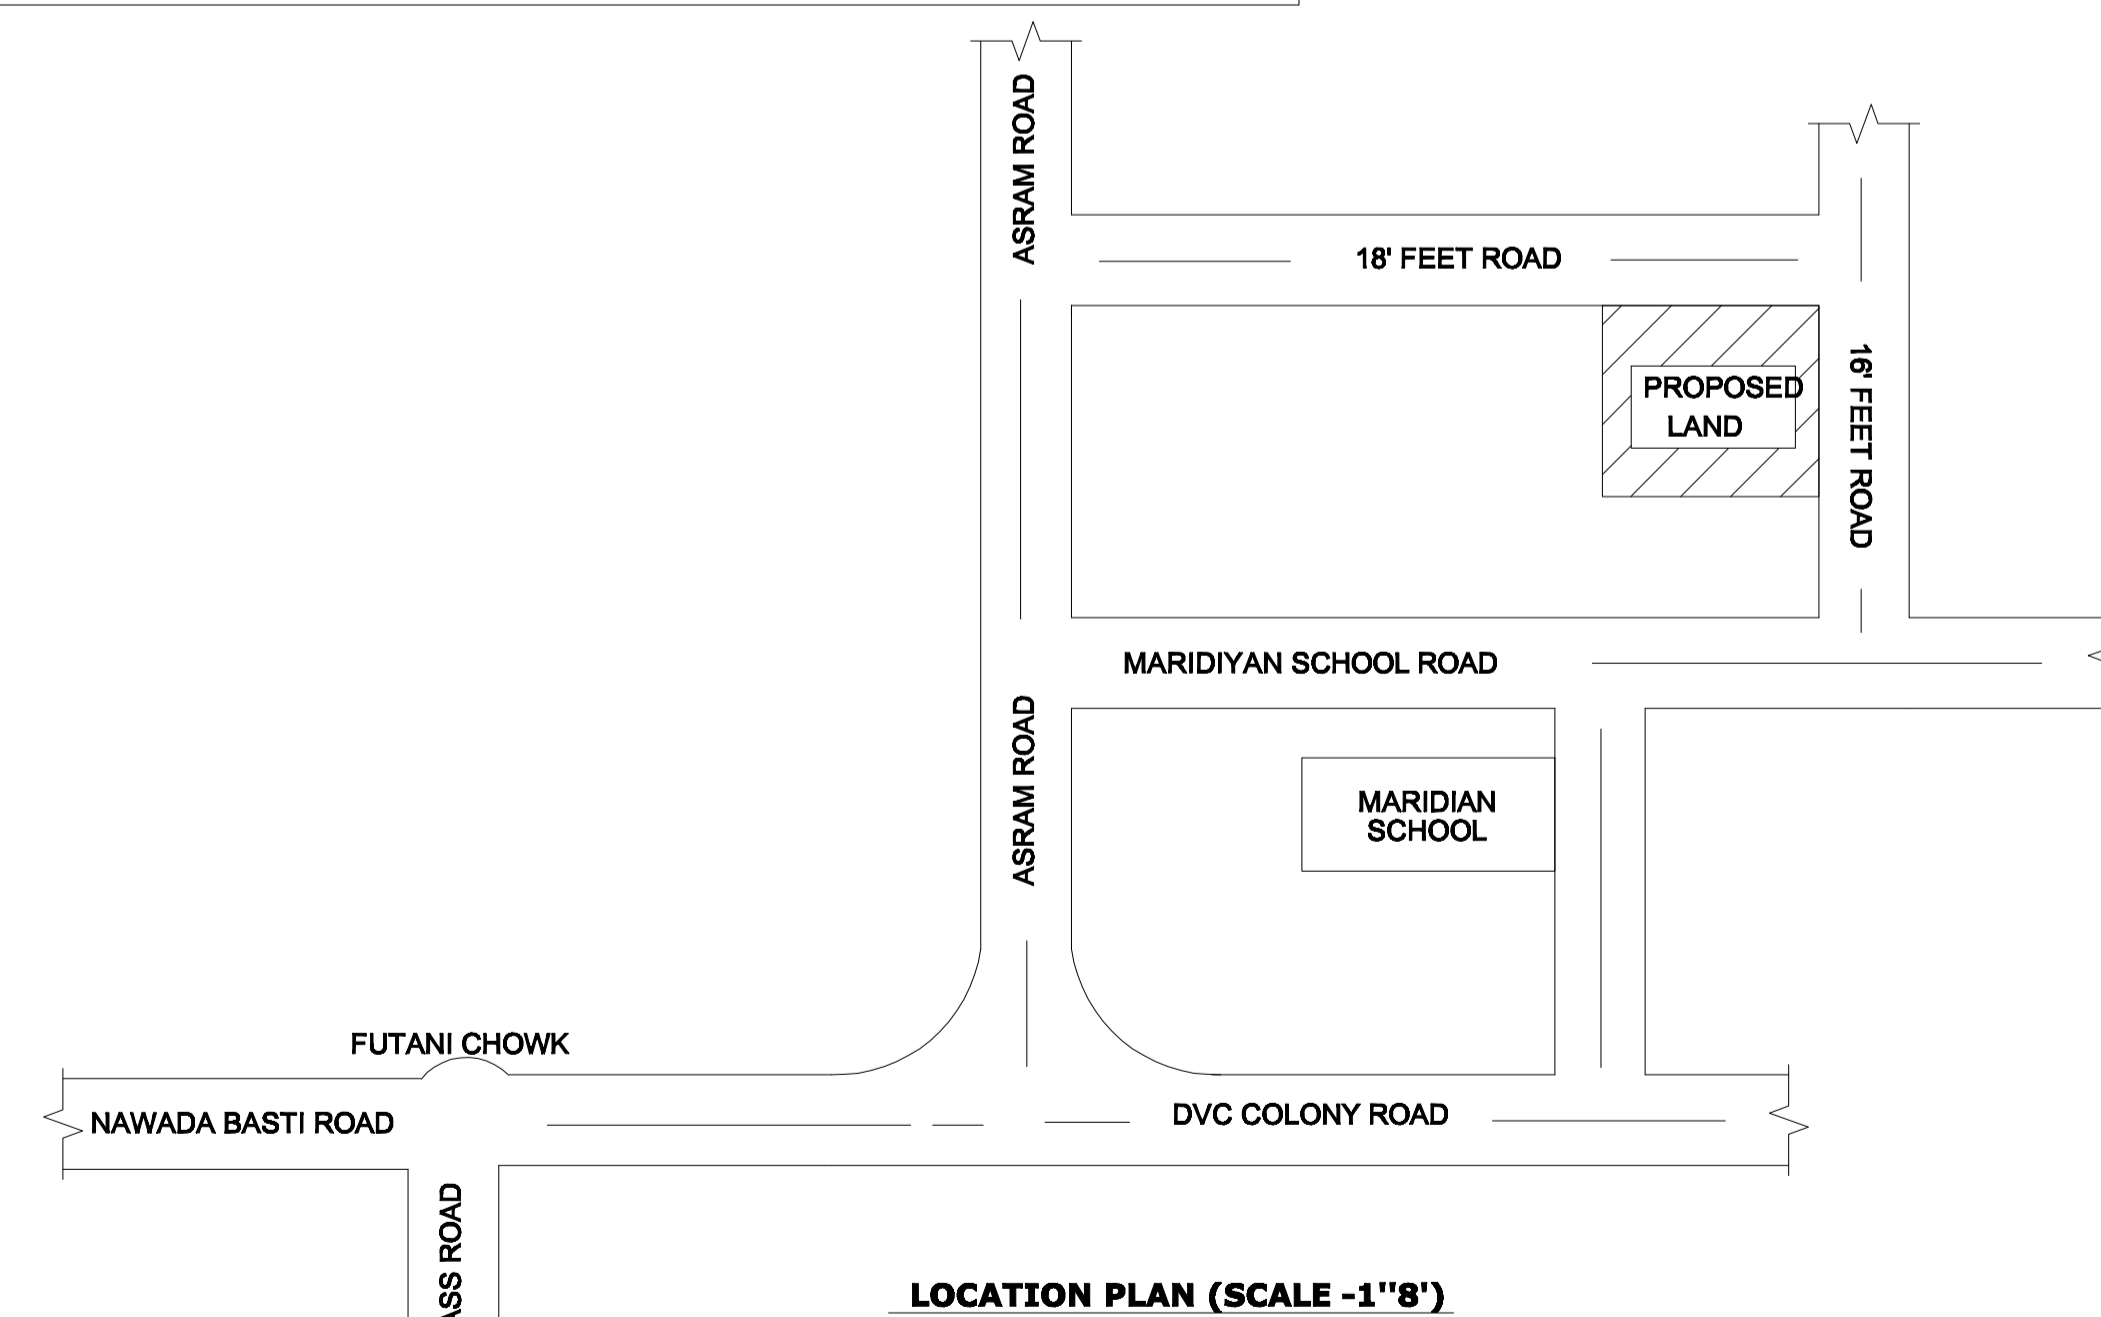 ASRAM ROAD
18' FEET ROAD
PROPOSED
LAND
16' FEET ROAD
MARIDIYAN SCHOOL ROAD
ASRAM ROAD
MARIDIAN
SCHOOL
FUTANI CHOWK
NAWADA BASTI ROAD
DVC COLONY ROAD
ASS ROAD
LOCATION PLAN (SCALE -1''8')